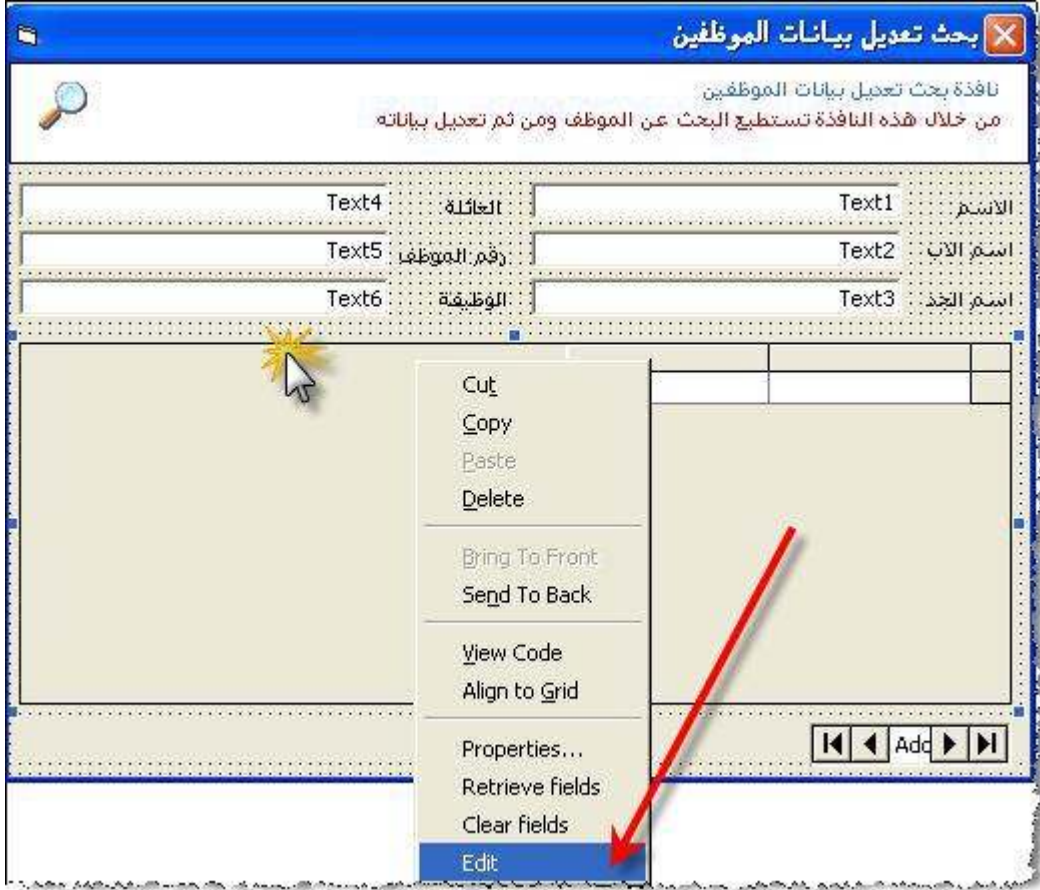 بحث تعديل بيانات الموظفين
نافذة بحث تعديل بيانات الموظفين
من خلال هذه النافذة تستطيع البحث عن الموظف ومن ثم تعديل بياناته
الاسم Text1 العائلة Text4
اسم الاب Text2 رقم الموظف Text5
اسم الجد Text3 الوظيفة Text6
Cut
Copy
Paste
Delete
Bring To Front
Send To Back
View Code
Align to Grid
Properties...
Retrieve fields
Clear fields
Edit
Add